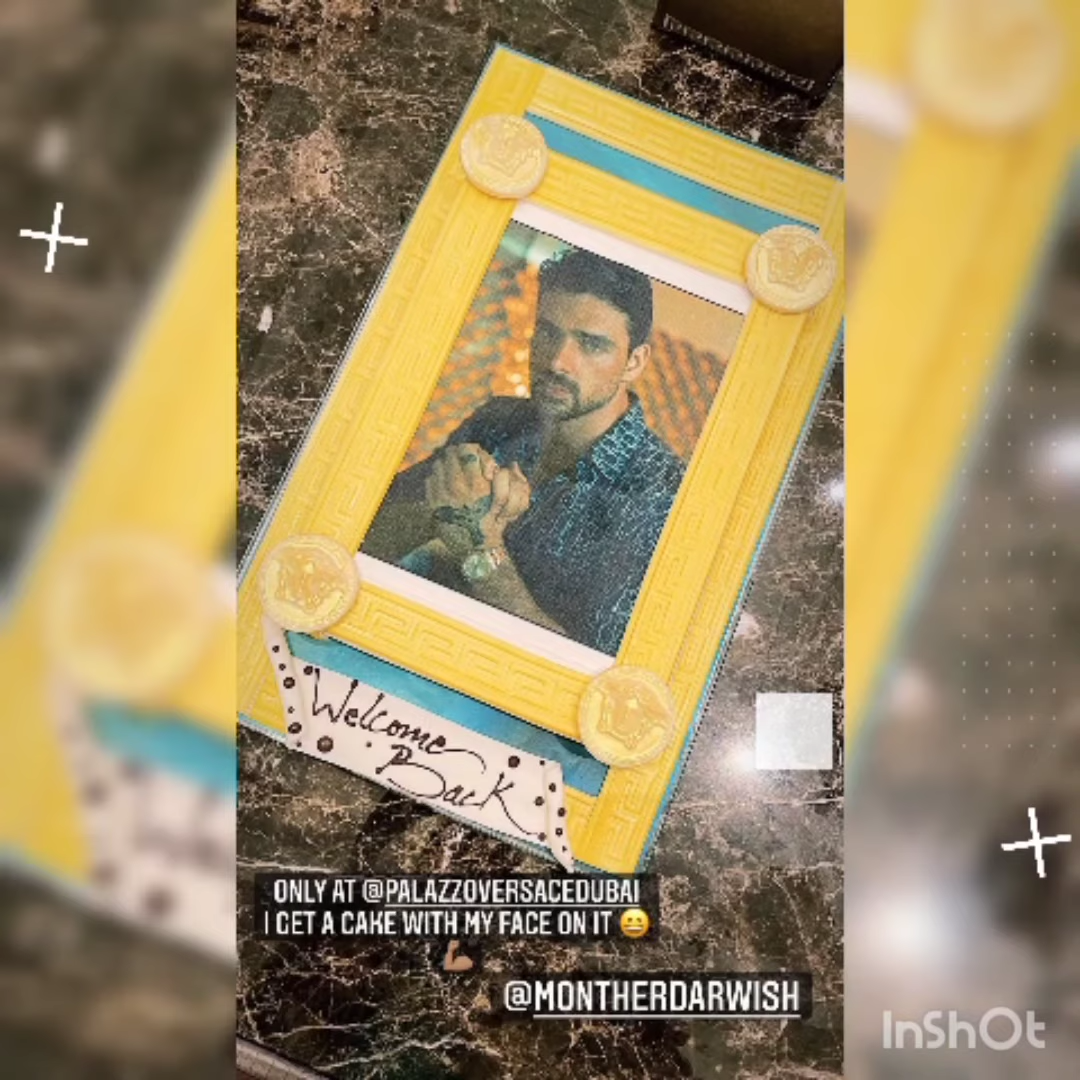 Welcome
Back
ONLY AT @PALAZZOVERSACEDUBAI
I GET A CAKE WITH MY FACE ON IT 😀
💪🏽
@MONTHERDARWISH
InShOt